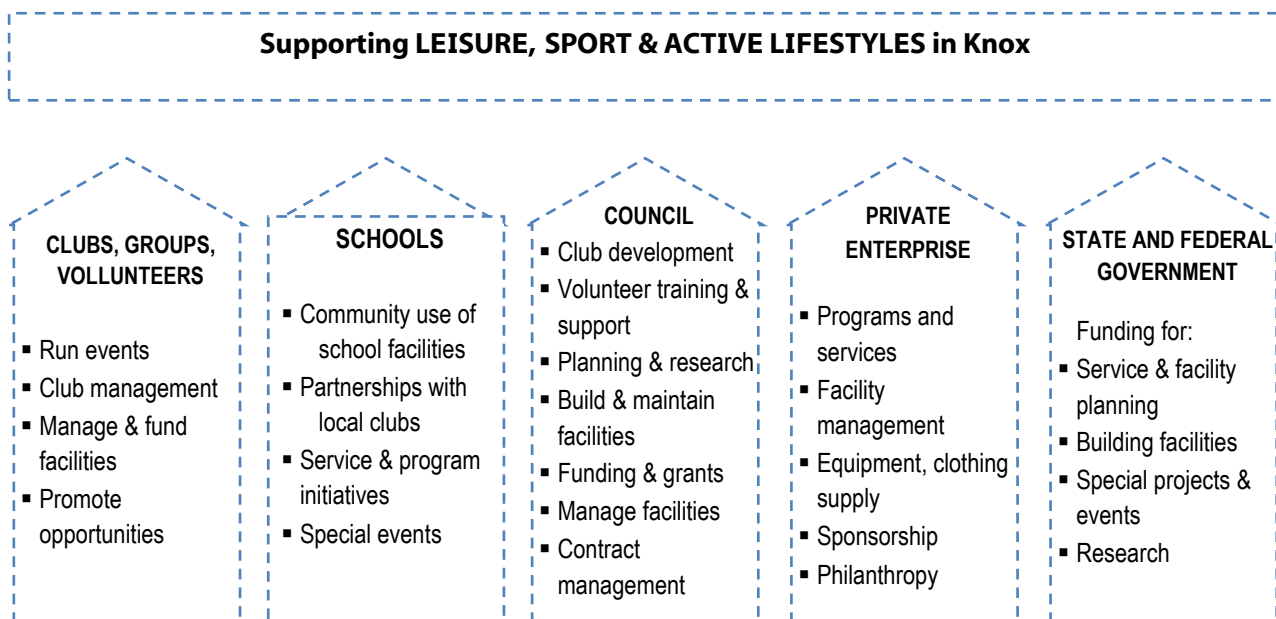 Supporting LEISURE, SPORT & ACTIVE LIFESTYLES in Knox
CLUBS, GROUPS,
VOLLUNTEERS
▪ Run events
▪ Club management
▪ Manage & fund
facilities
▪ Promote
opportunities
SCHOOLS
▪ Community use of
school facilities
▪ Partnerships with
local clubs
▪ Service & program
initiatives
▪ Special events
COUNCIL
▪ Club development
▪ Volunteer training &
support
▪ Planning & research
▪ Build & maintain
facilities
▪ Funding & grants
▪ Manage facilities
▪ Contract
management
PRIVATE
ENTERPRISE
▪ Programs and
services
▪ Facility
management
▪ Equipment, clothing
supply
▪ Sponsorship
▪ Philanthropy
STATE AND FEDERAL
GOVERNMENT
Funding for:
▪ Service & facility
planning
▪ Building facilities
▪ Special projects &
events
▪ Research